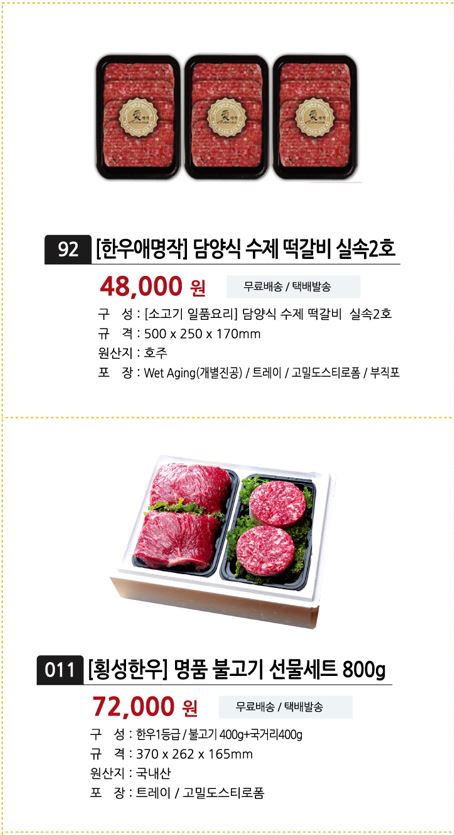 92 [한우애명작] 담양식 수제 떡갈비 실속2호
48,000 원 무료배송 / 택배발송
구 성 : [소고기 일품요리] 담양식 수제 떡갈비 실속2호
규 격 : 500 x 250 x 170mm
원산지 : 호주
포 장 : Wet Aging(개별진공) / 트레이 / 고밀도스티로폼 / 부직포
011 [횡성한우] 명품 불고기 선물세트 800g
72,000 원 무료배송 / 택배발송
구 성 : 한우1등급 / 불고기 400g+국거리400g
규 격 : 370 x 262 x 165mm
원산지 : 국내산
포 장 : 트레이 / 고밀도스티로폼